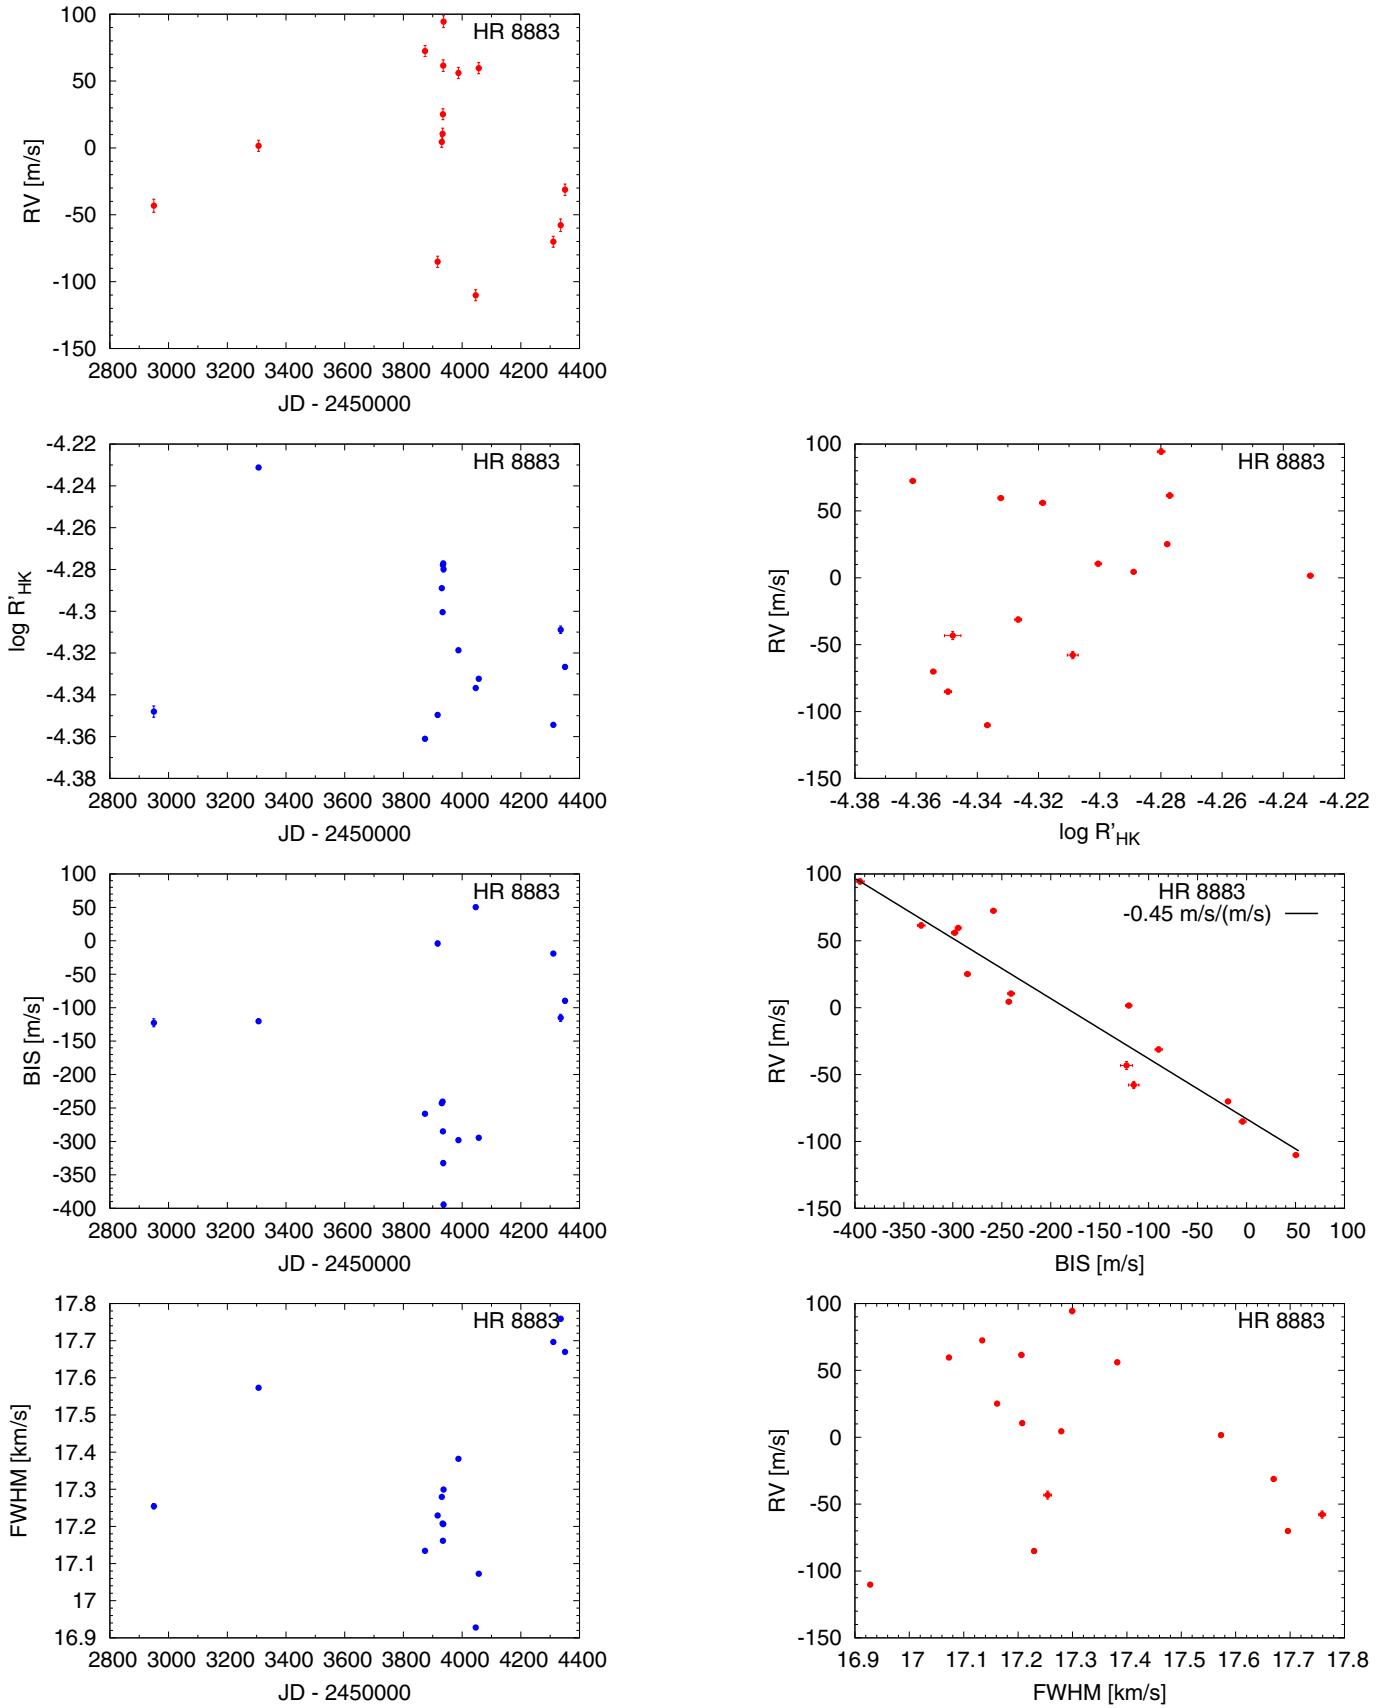 HR 8883
100
50
0
-50
-100
-150
RV [m/s]
2800 3000 3200 3400 3600 3800 4000 4200 4400
JD - 2450000
HR 8883
-4.22
-4.24
-4.26
-4.28
-4.3
-4.32
-4.34
-4.36
-4.38
log R'HK
2800 3000 3200 3400 3600 3800 4000 4200 4400
JD - 2450000
HR 8883
100
50
0
-50
-100
-150
RV [m/s]
-4.38 -4.36 -4.34 -4.32 -4.3 -4.28 -4.26 -4.24 -4.22
log R'HK
HR 8883
100
50
0
-50
-100
-150
-200
-250
-300
-350
-400
BIS [m/s]
2800 3000 3200 3400 3600 3800 4000 4200 4400
JD - 2450000
HR 8883
-0.45 m/s/(m/s)
100
50
0
-50
-100
-150
RV [m/s]
-400 -350 -300 -250 -200 -150 -100 -50 0 50 100
BIS [m/s]
HR 8883
17.8
17.7
17.6
17.5
17.4
17.3
17.2
17.1
17
16.9
FWHM [km/s]
2800 3000 3200 3400 3600 3800 4000 4200 4400
JD - 2450000
HR 8883
100
50
0
-50
-100
-150
RV [m/s]
16.9 17 17.1 17.2 17.3 17.4 17.5 17.6 17.7 17.8
FWHM [km/s]